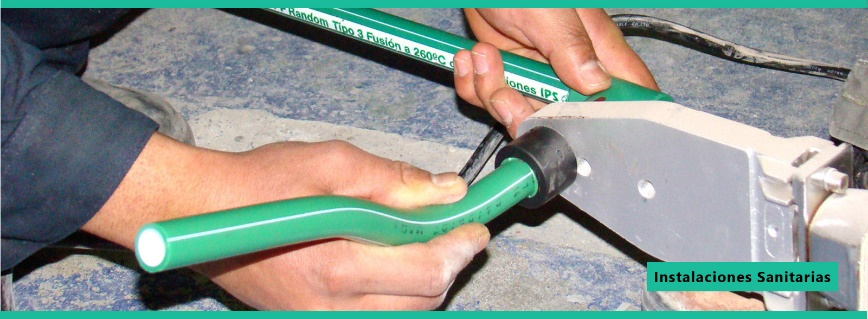 P Random Tipo 3 Fusión a 260ºC
iones IPS
Instalaciones Sanitarias